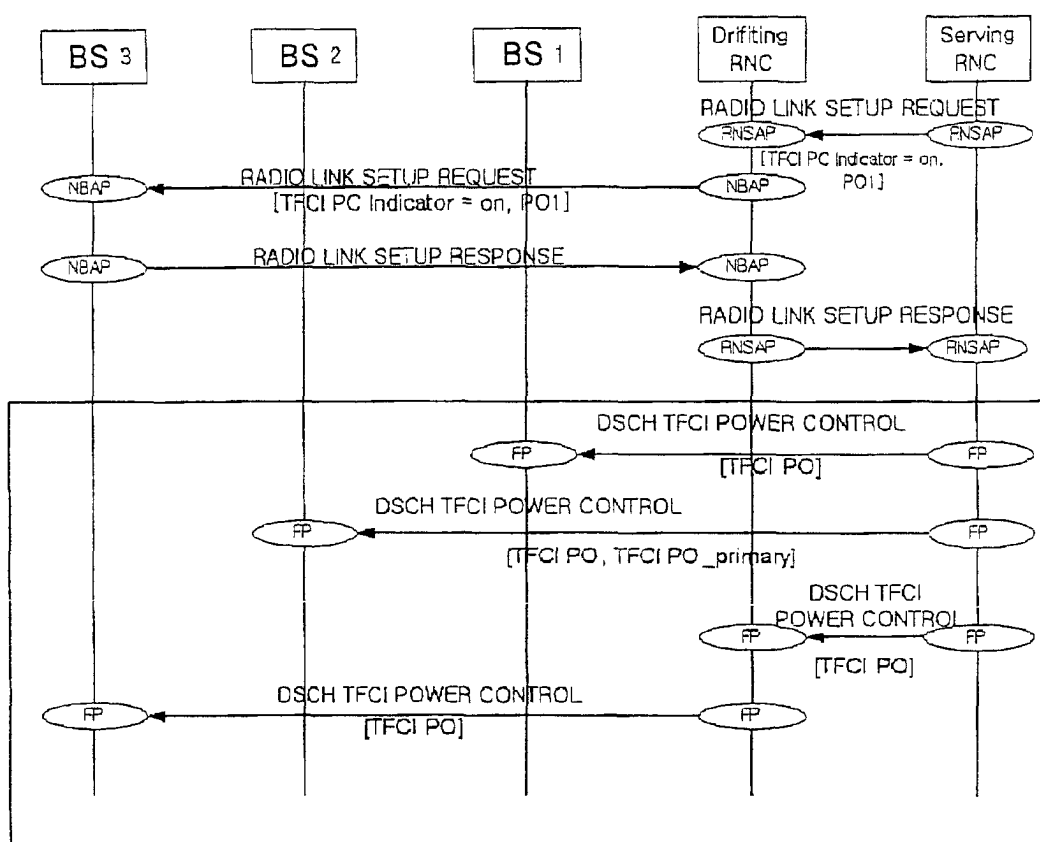 BS 3
BS 2
BS 1
Drifiting
RNC
Serving
RNC
RADIO LINK SETUP REQUEST
RNSAP
RNSAP
[TFCI PC Indicator = on,
PO1]
RADIO LINK SETUP REQUEST
NBAP
NBAP
[TFCI PC Indicator = on, PO1]
RADIO LINK SETUP RESPONSE
NBAP
NBAP
RADIO LINK SETUP RESPONSE
RNSAP
RNSAP
DSCH TFCI POWER CONTROL
FP
FP
[TFCI PO]
DSCH TFCI POWER CONTROL
FP
FP
[TFCI PO, TFCI PO_primary]
DSCH TFCI
POWER CONTROL
FP
FP
[TFCI PO]
DSCH TFCI POWER CONTROL
FP
FP
[TFCI PO]